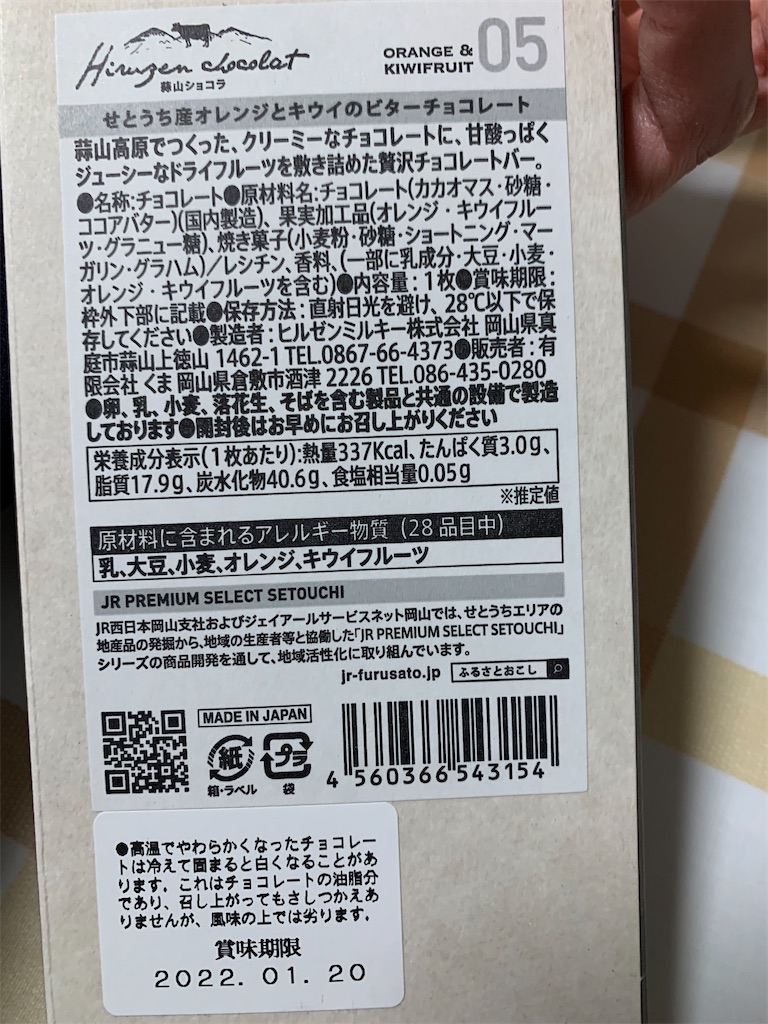 Hiruzen chocolat
蒜山ショコラ
ORANGE &
KIWIFRUIT
05
せとうち産オレンジとキウイのビターチョコレート
蒜山高原でつくった、クリーミーなチョコレートに、甘酸っぱく
ジューシーなドライフルーツを敷き詰めた贅沢チョコレートバー。
●名称:チョコレート●原材料名:チョコレート(カカオマス・砂糖・
ココアバター)(国内製造)、果実加工品(オレンジ・キウイフルー
ツ・グラニュー糖)、焼き菓子(小麦粉・砂糖・ショートニング・マー
ガリン・グラハム)/レシチン、香料、(一部に乳成分・大豆・小麦・
オレンジ・キウイフルーツを含む)●内容量:1枚●賞味期限:
枠外下部に記載●保存方法:直射日光を避け、28℃以下で保
存してください●製造者:ヒルゼンミルキー株式会社 岡山県真
庭市蒜山上徳山 1462-1 TEL.0867-66-4373●販売者:有
限会社 くま 岡山県倉敷市酒津 2226 TEL.086-435-0280
●卵、乳、小麦、落花生、そばを含む製品と共通の設備で製造
しております●開封後はお早めにお召し上がりください
栄養成分表示(1枚あたり):熱量337Kcal、たんぱく質3.0g、
脂質17.9g、炭水化物40.6g、食塩相当量0.05g
※推定値
原材料に含まれるアレルギー物質(28品目中)
乳、大豆、小麦、オレンジ、キウイフルーツ
JR PREMIUM SELECT SETOUCHI
JR西日本岡山支社およびジェイアールサービスネット岡山では、せとうちエリアの
地産品の発掘から、地域の生産者等と協働した「JR PREMIUM SELECT SETOUCHI」
シリーズの商品開発を通して、地域活性化に取り組んでいます。
jr-furusato.jp ふるさとおこし
MADE IN JAPAN
紙
箱・ラベル
プラ
袋
4 560366 543154
●高温でやわらかくなったチョコレー
トは冷えて固まると白くなることがあ
ります。これはチョコレートの油脂分
であり、召し上がってもさしつかえあ
りませんが、風味の上では劣ります。
賞味期限
2022. 01. 20